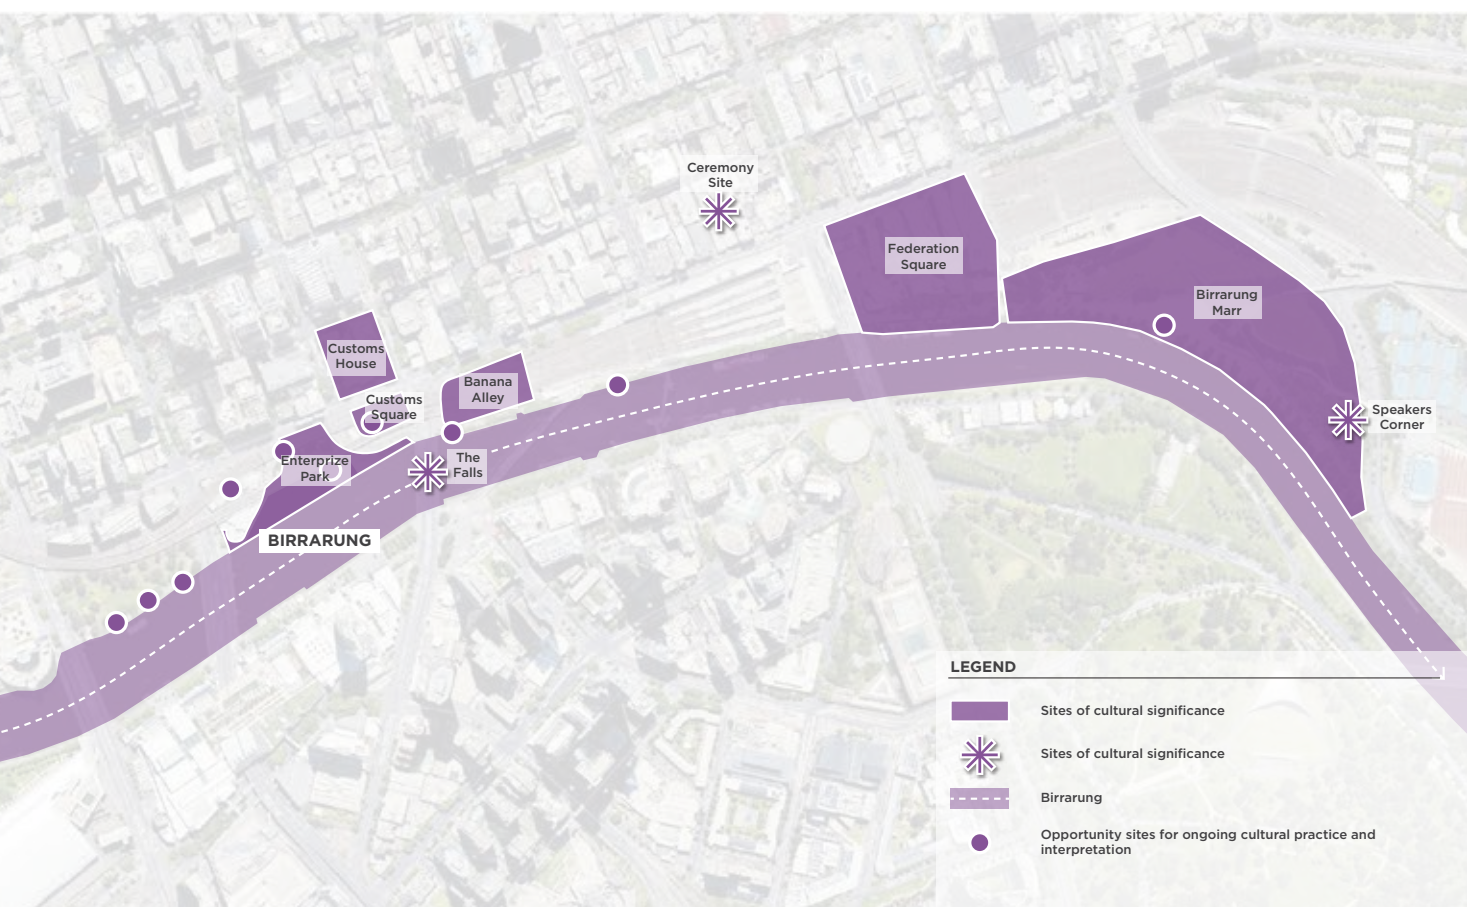 Ceremony
Site
Federation
Square
Birrarung
Marr
Customs
House
Banana
Alley
Customs
Square
Speakers
Corner
Enterprize
Park
The
Falls
BIRRARUNG
LEGEND
Sites of cultural significance
Sites of cultural significance
Birrarung
Opportunity sites for ongoing cultural practice and
interpretation